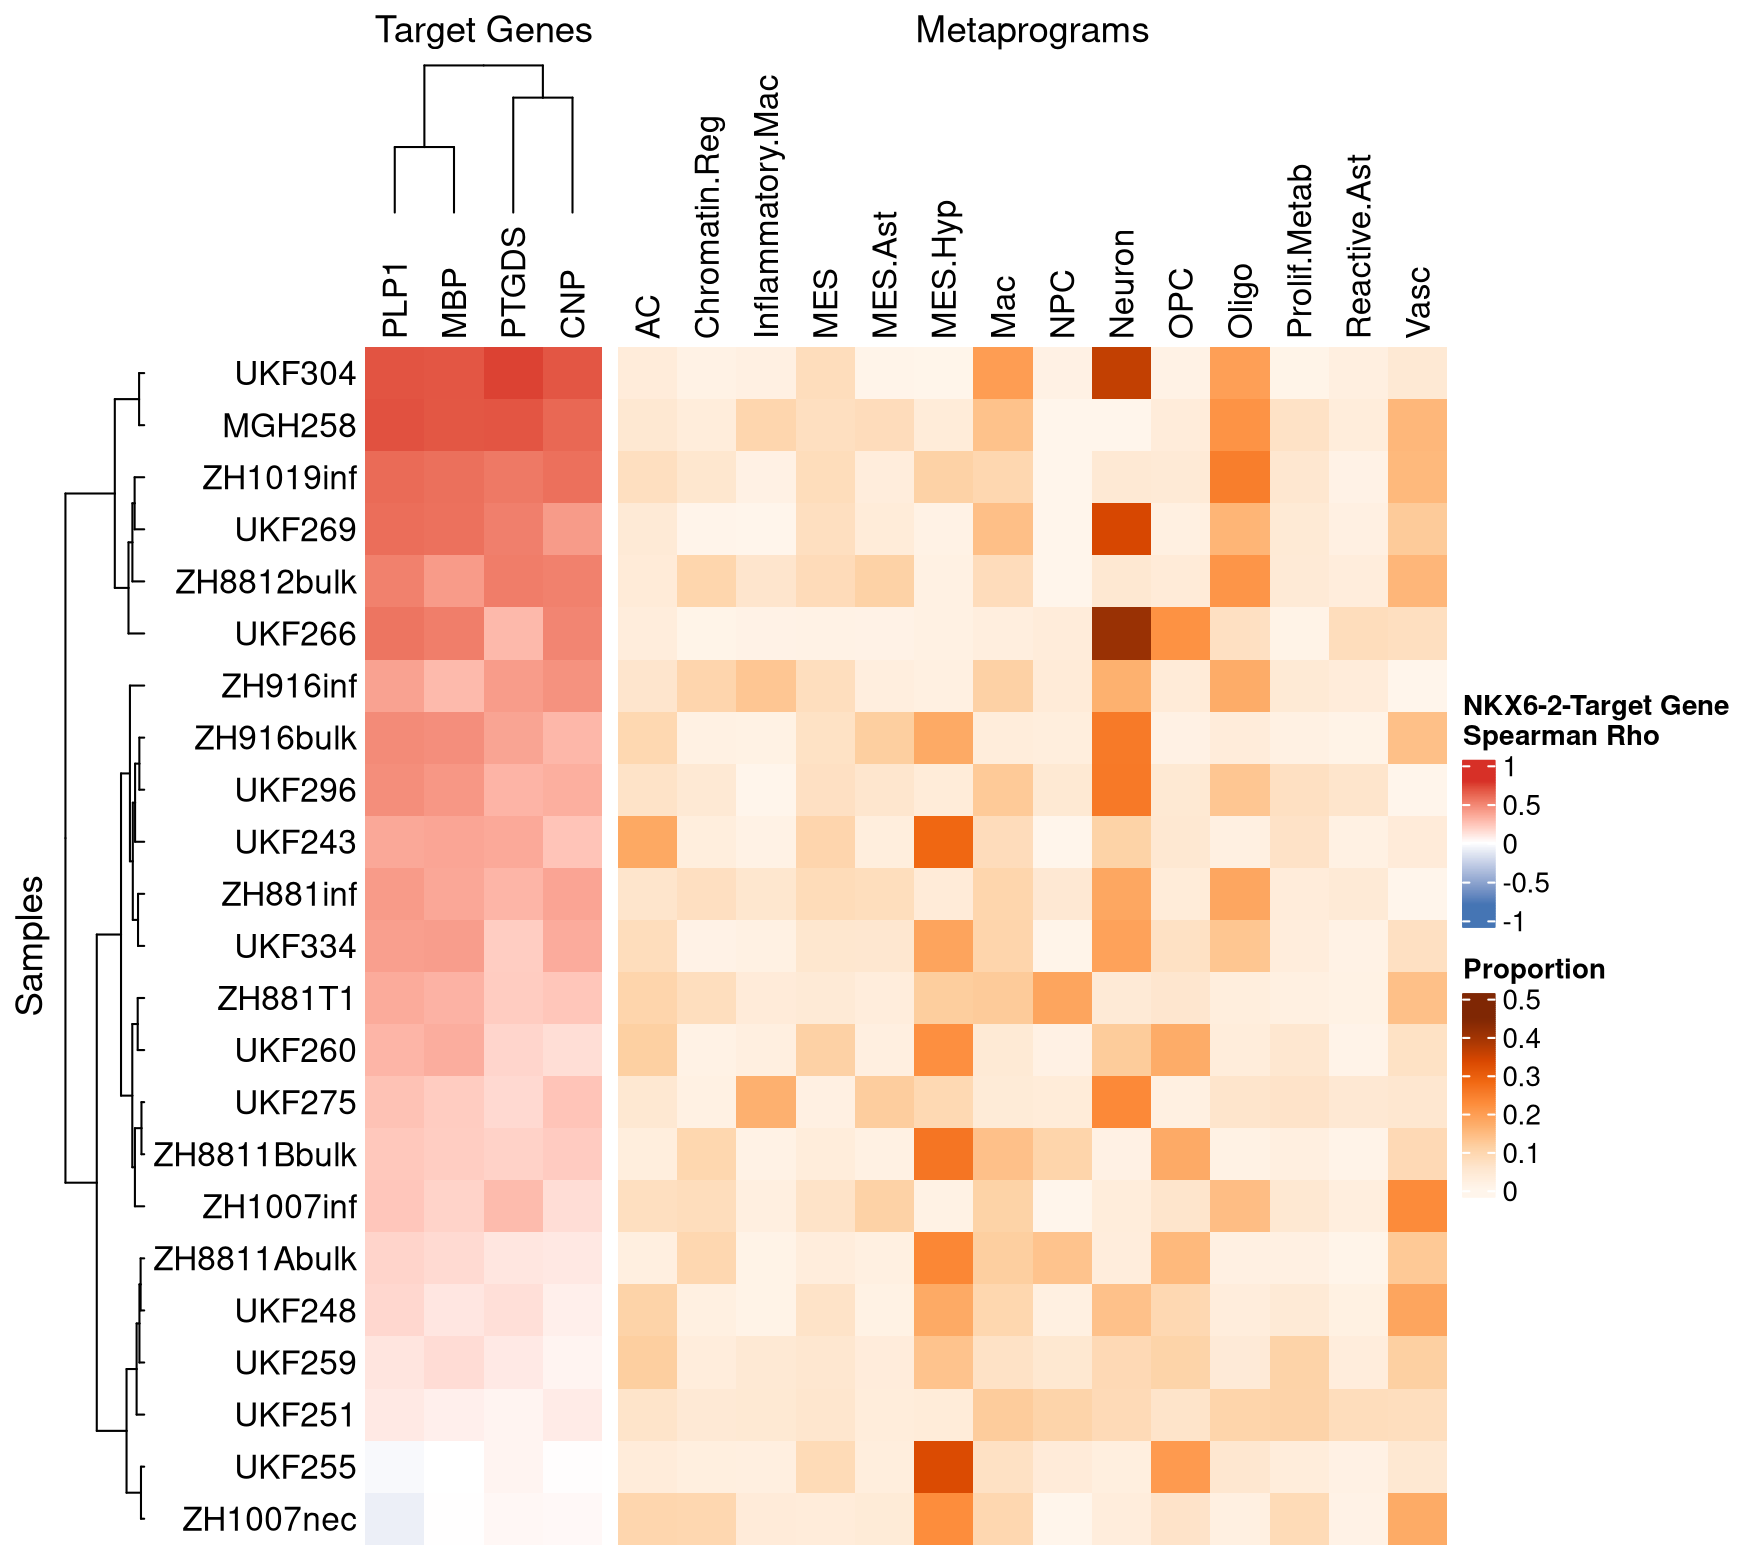 Target Genes
Metaprograms
PLP1
MBP
PTGDS
CNP
AC
Chromatin.Reg
Inflammatory.Mac
MES
MES.Ast
MES.Hyp
Mac
NPC
Neuron
OPC
Oligo
Prolif.Metab
Reactive.Ast
Vasc
Samples
UKF304
MGH258
ZH1019inf
UKF269
ZH8812bulk
UKF266
ZH916inf
ZH916bulk
UKF296
UKF243
ZH881inf
UKF334
ZH881T1
UKF260
UKF275
ZH8811Bbulk
ZH1007inf
ZH8811Abulk
UKF248
UKF259
UKF251
UKF255
ZH1007nec
NKX6-2-Target Gene
Spearman Rho
1
0.5
0
-0.5
-1
Proportion
0.5
0.4
0.3
0.2
0.1
0